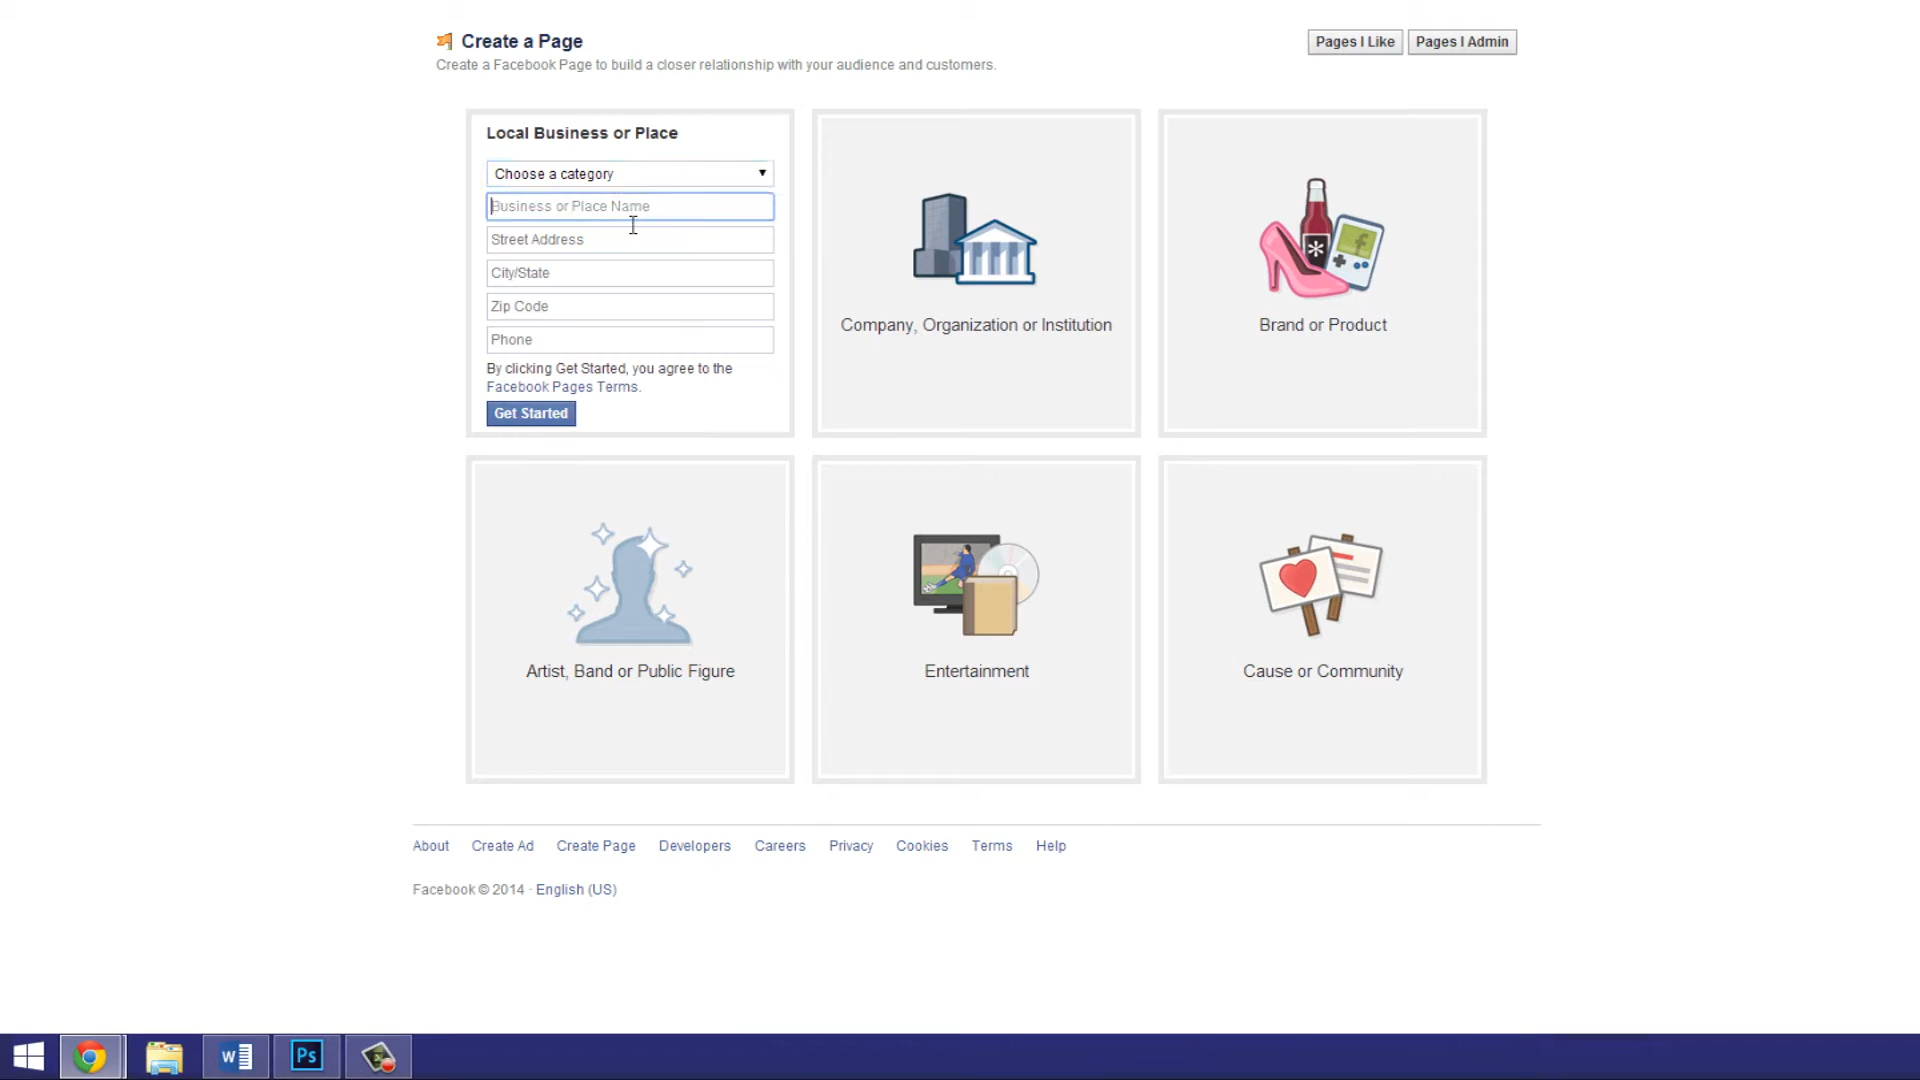 Create a Page
Pages I Like
Pages I Admin
Create a Facebook Page to build a closer relationship with your audience and customers.
Local Business or Place
Choose a category
Business or Place Name
Street Address
City/State
Zip Code
Phone
By clicking Get Started, you agree to the
Facebook Pages Terms.
Get Started
Company, Organization or Institution
Brand or Product
Artist, Band or Public Figure
Entertainment
Cause or Community
About Create Ad Create Page Developers Careers Privacy Cookies Terms Help
Facebook © 2014 · English (US)
W
Ps